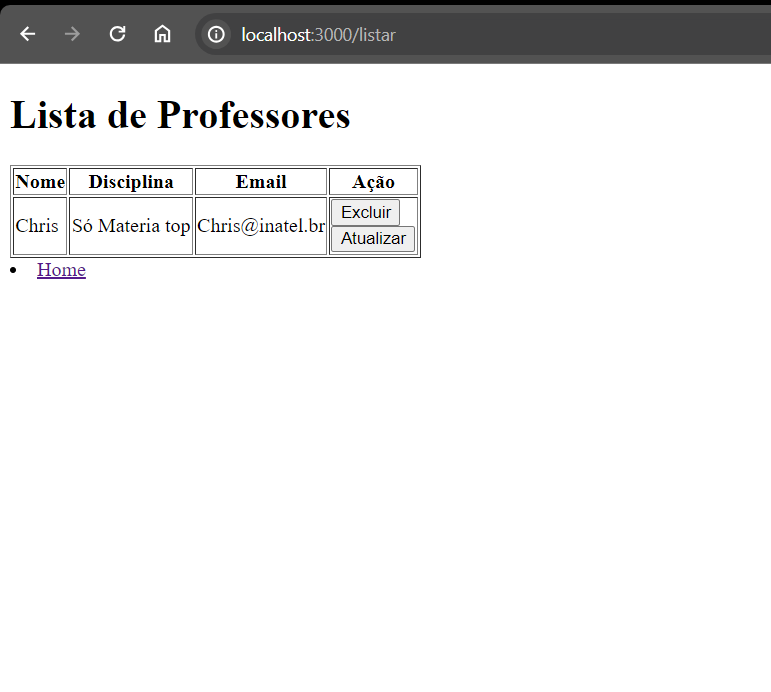 localhost:3000/listar
Lista de Professores
Nome Disciplina Email Ação
Chris Só Materia top Chris@inatel.br Excluir
Atualizar
Home